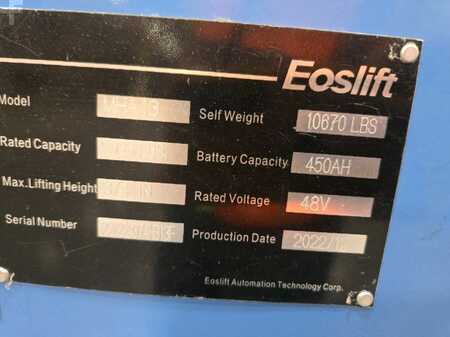 Eoslift
Model
Self Weight 10670 LBS
Rated Capacity
Battery Capacity 450AH
Max.Lifting Height
Rated Voltage 48V
Serial Number
Production Date
Eoslift Automation Technology Corp.